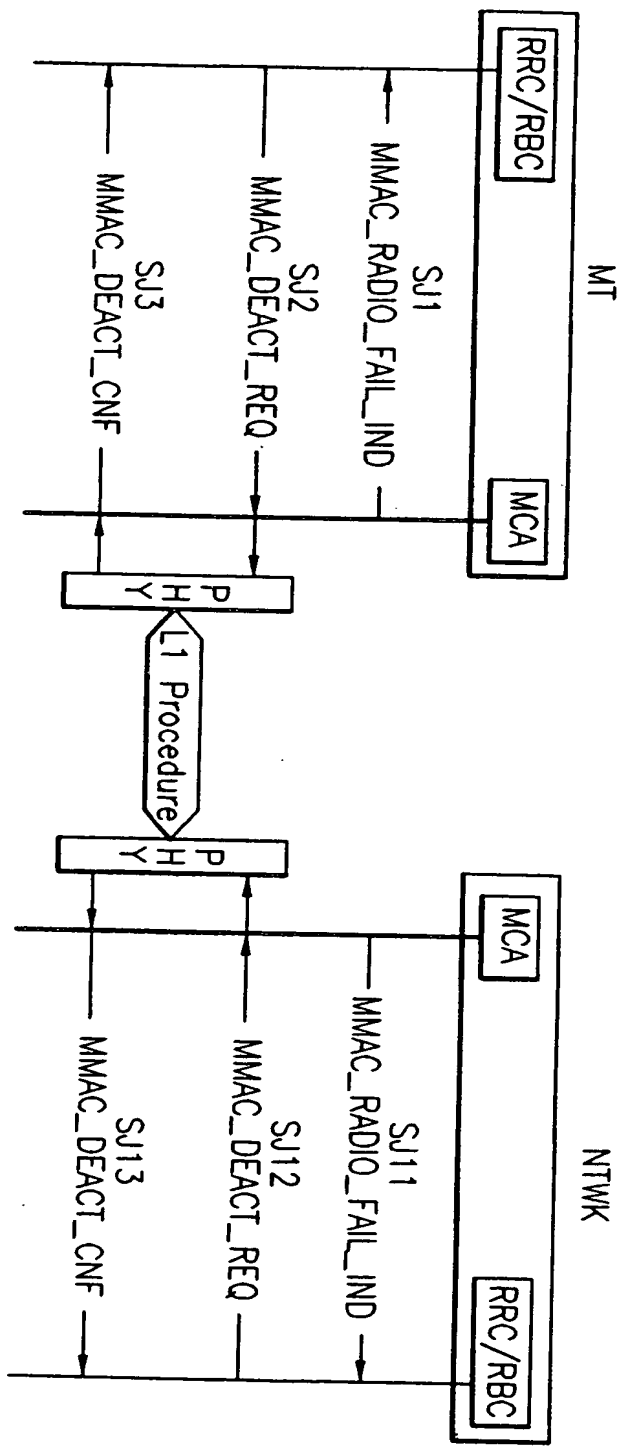 MT
NTWK
RRC/RBC
MCA
MCA
RRC/RBC
SJ1
MMAC_RADIO_FAIL_IND
SJ11
MMAC_RADIO_FAIL_IND
SJ2
MMAC_DEACT_REQ
SJ12
MMAC_DEACT_REQ
PHY
L1 Procedure
PHY
SJ3
MMAC_DEACT_CNF
SJ13
MMAC_DEACT_CNF